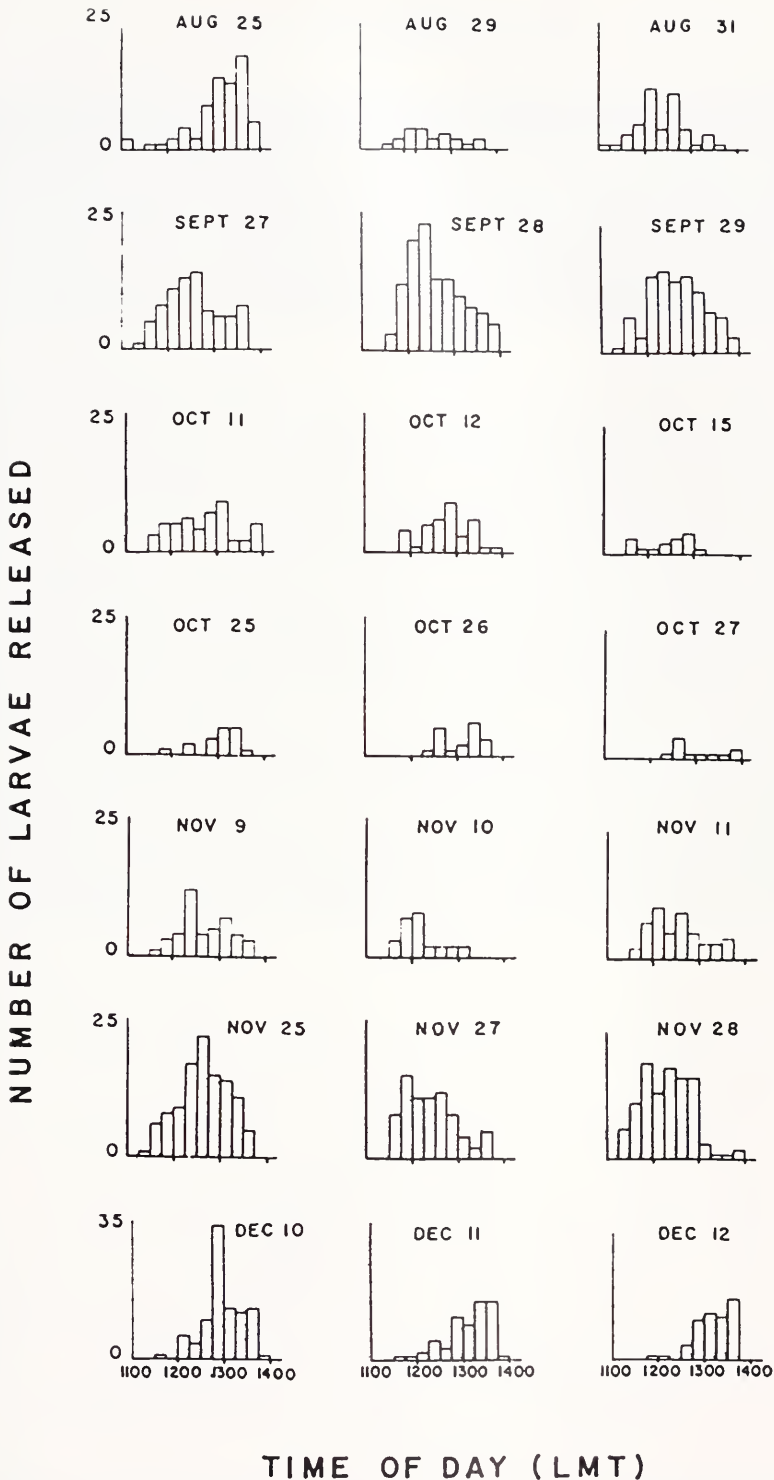 NUMBER OF LARVAE RELEASED
25
0
AUG 25
AUG 29
AUG 31
25
0
SEPT 27
SEPT 28
SEPT 29
25
0
OCT 11
OCT 12
OCT 15
25
0
OCT 25
OCT 26
OCT 27
25
0
NOV 9
NOV 10
NOV 11
25
0
NOV 25
NOV 27
NOV 28
35
0
DEC 10
DEC 11
DEC 12
1100 1200 1300 1400
1100 1200 1300 1400
1100 1200 1300 1400
TIME OF DAY (LMT)